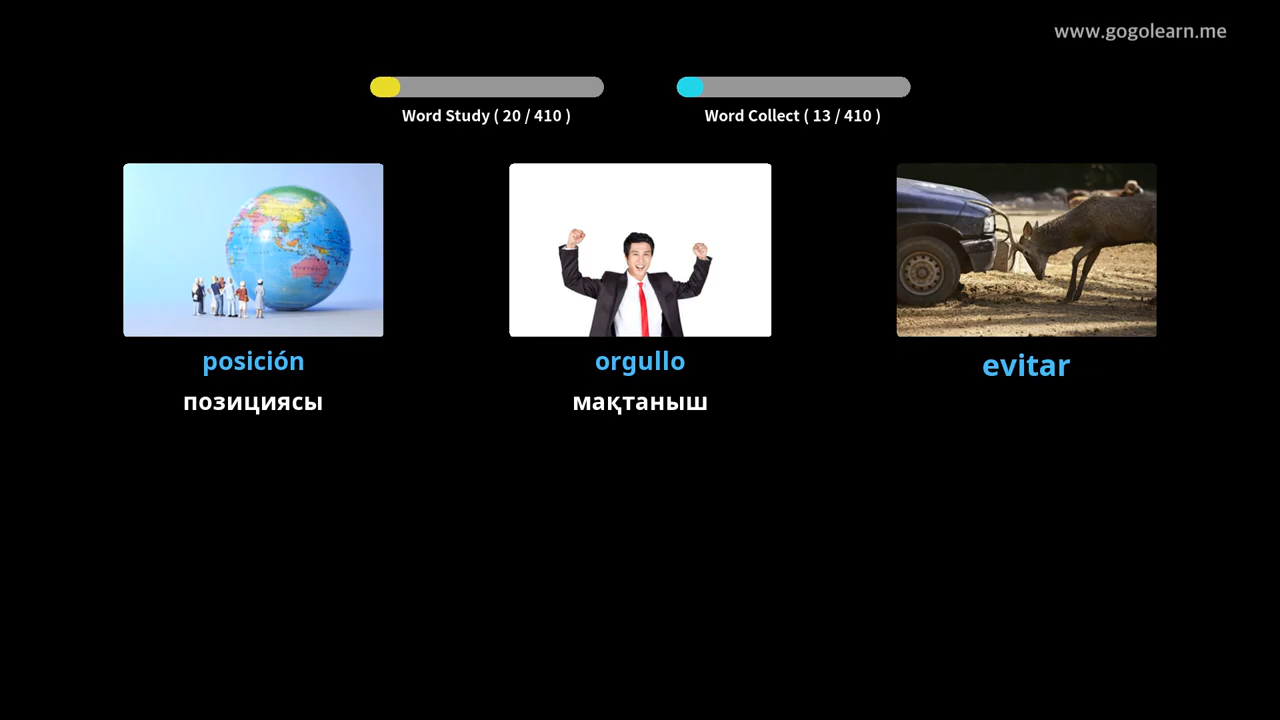 www.gogolearn.me
Word Study ( 20 / 410 )
Word Collect ( 13 / 410 )
posición
orgullo
evitar
позициясы
мақтаныш